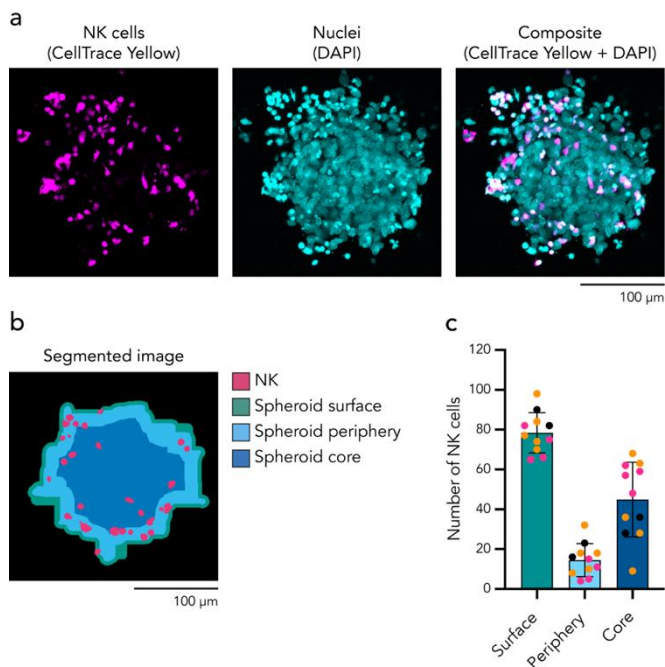 a
NK cells
(CellTrace Yellow)
Nuclei
(DAPI)
Composite
(CellTrace Yellow + DAPI)
100 μm
b
Segmented image
NK
Spheroid surface
Spheroid periphery
Spheroid core
100 μm
c
Number of NK cells
120
100
80
60
40
20
0
Surface
Periphery
Core